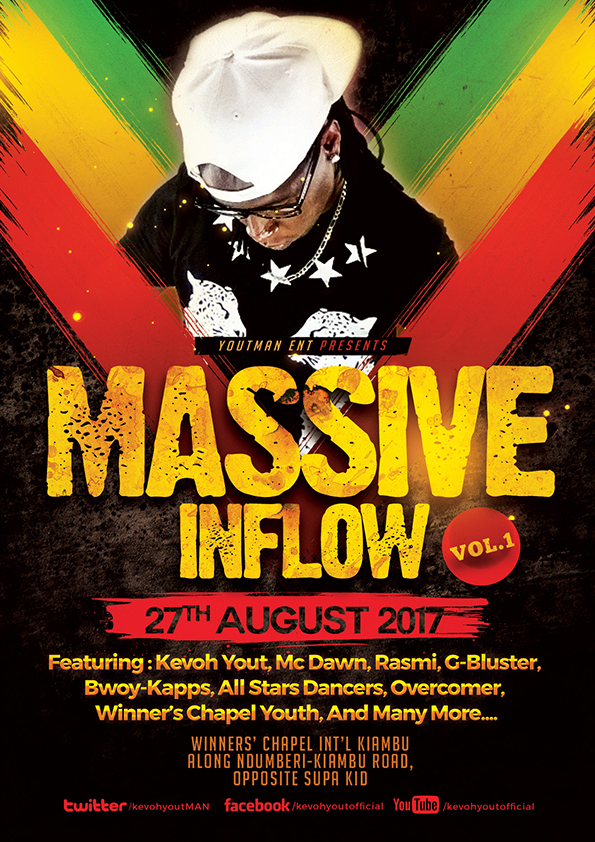 YOUTMAN ENT PRESENTS
MASSIVE
INFLOW
VOL.1
27TH AUGUST 2017
Featuring : Kevoh Yout, Mc Dawn, Rasmi, G-Bluster,
Bwoy-Kapps, All Stars Dancers, Overcomer,
Winner's Chapel Youth, And Many More....
WINNERS' CHAPEL INT'L KIAMBU
ALONG NDUMBERI-KIAMBU ROAD,
OPPOSITE SUPA KID
twitter/kevohyoutMAN facebook/kevohyoutofficial YouTube/kevohyoutofficial